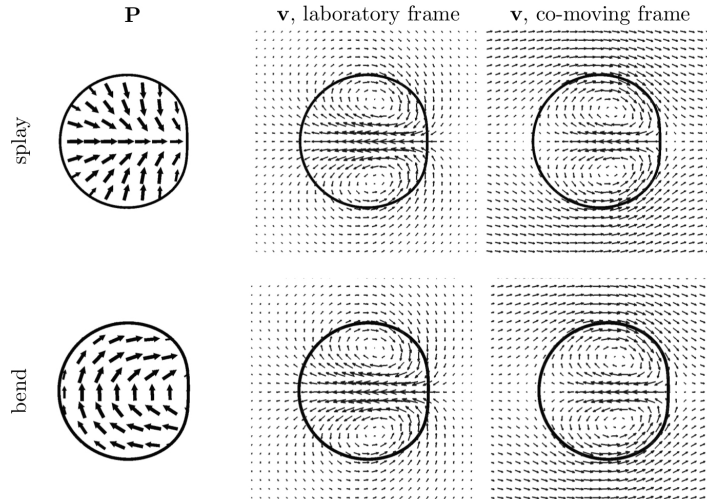 P
v, laboratory frame
v, co-moving frame
splay
bend